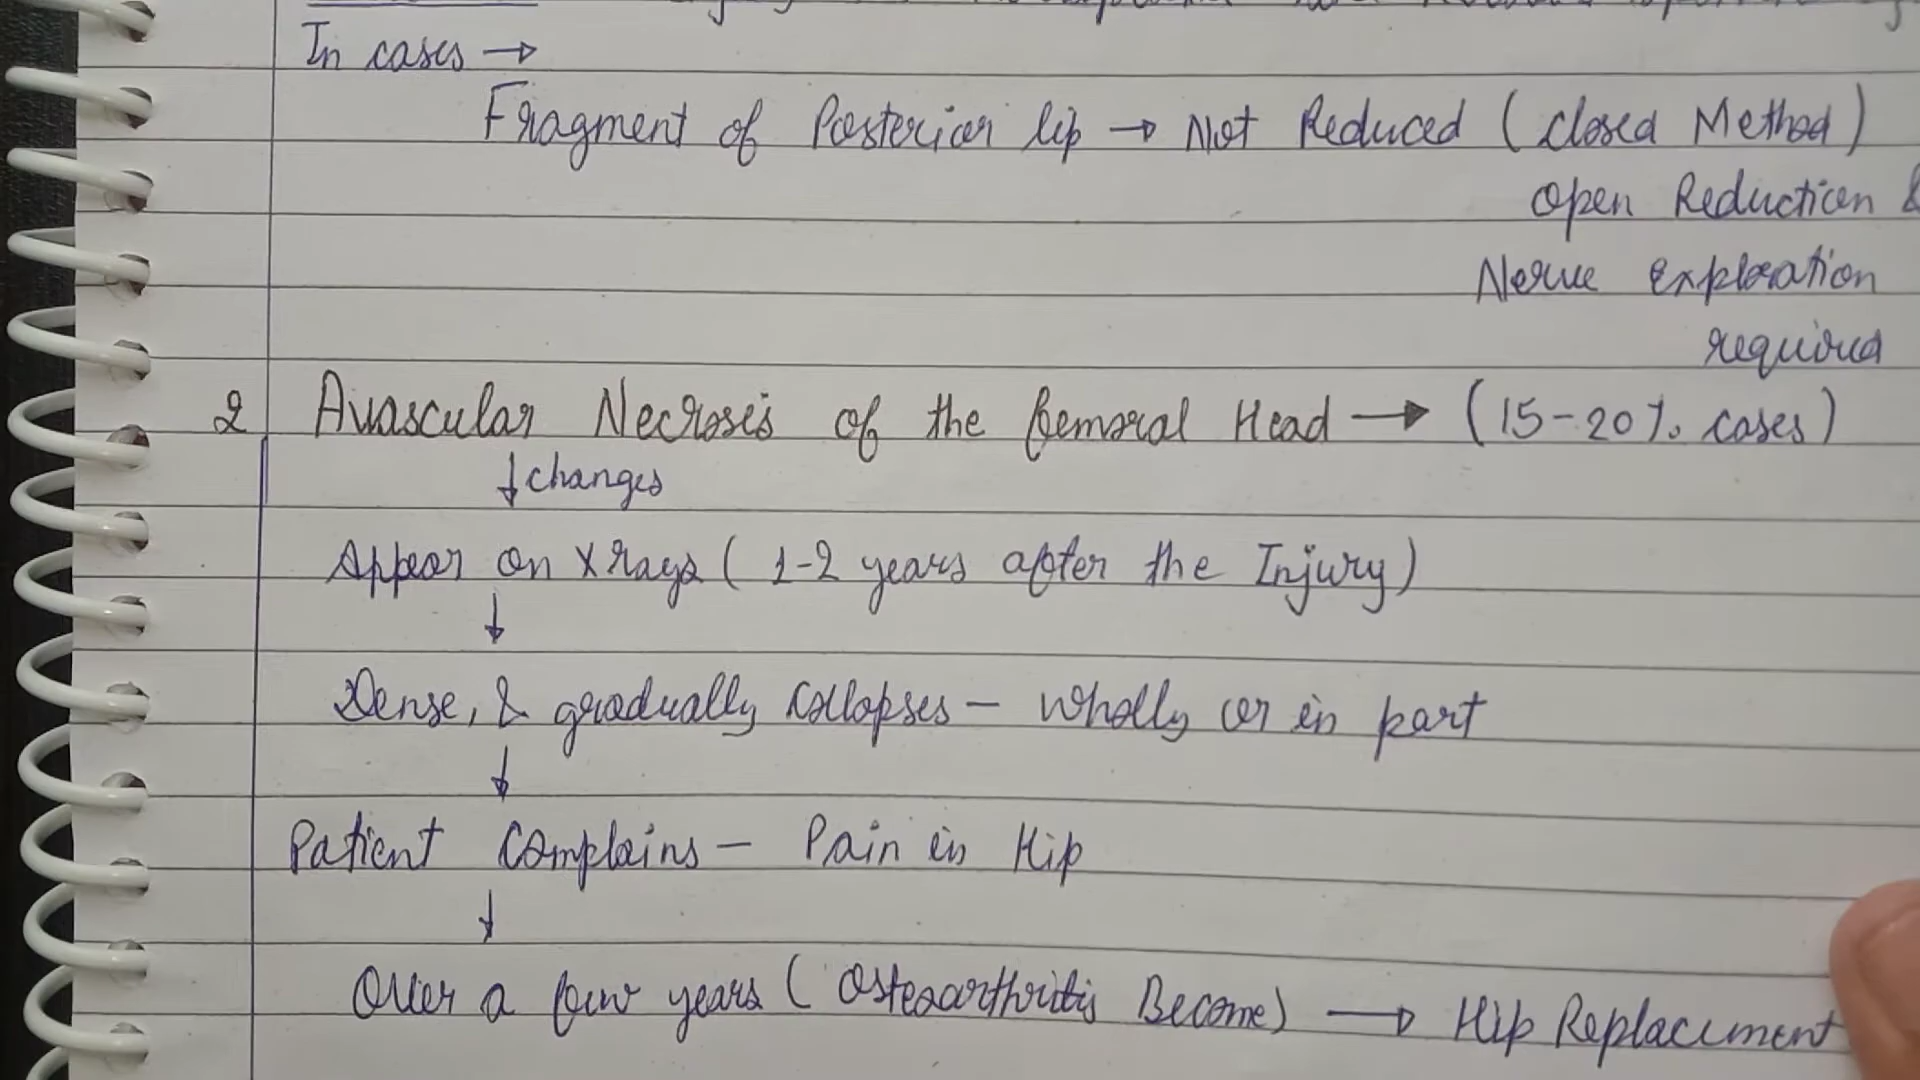 In cases →
Fragment of Posterior lip → Not Reduced (Closed Method)
Open Reduction &
Nerve Exploration
required
2 Avascular Necrosis of the femoral Head → (15-20% cases)
↓ changes
Appear on X rays (1-2 years after the Injury)
↓
Dense, & gradually collapses - Wholly or in part
↓
Patient Complains - Pain in Hip
↓
Over a few years (Osteoarthritis Become) → Hip Replacement